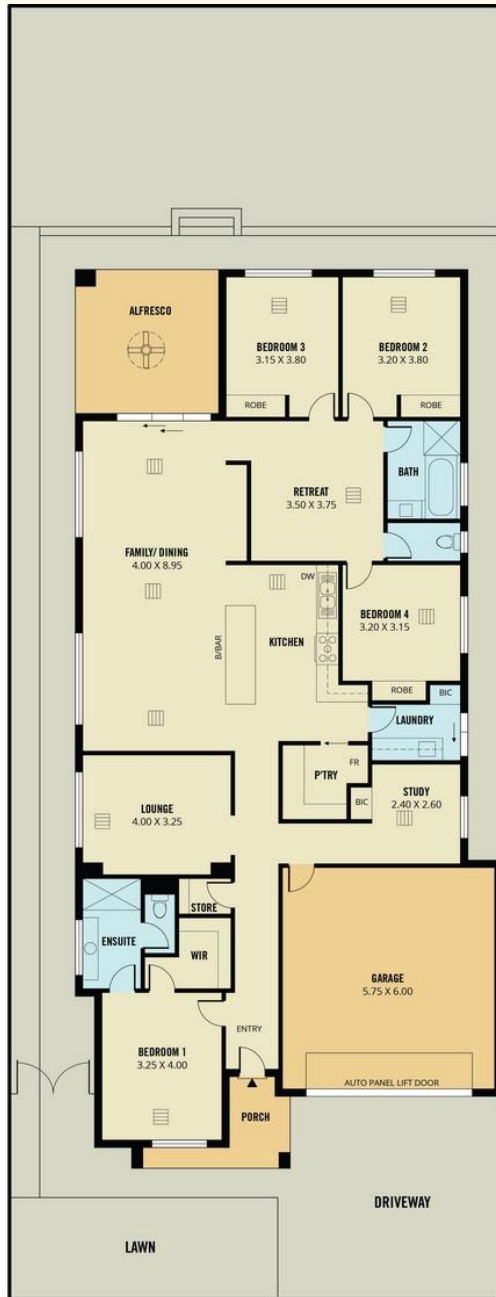 ALFRESCO
BEDROOM 3
3.15 X 3.80
BEDROOM 2
3.20 X 3.80
ROBE
ROBE
BATH
RETREAT
3.50 X 3.75
FAMILY/ DINING
4.00 X 8.95
DW
KITCHEN
B/BAR
BEDROOM 4
3.20 X 3.15
ROBE
BIC
LAUNDRY
P'TRY
FR
BIC
STUDY
2.40 X 2.60
LOUNGE
4.00 X 3.25
STORE
ENSUITE
WIR
GARAGE
5.75 X 6.00
ENTRY
BEDROOM 1
3.25 X 4.00
AUTO PANEL LIFT DOOR
PORCH
DRIVEWAY
LAWN